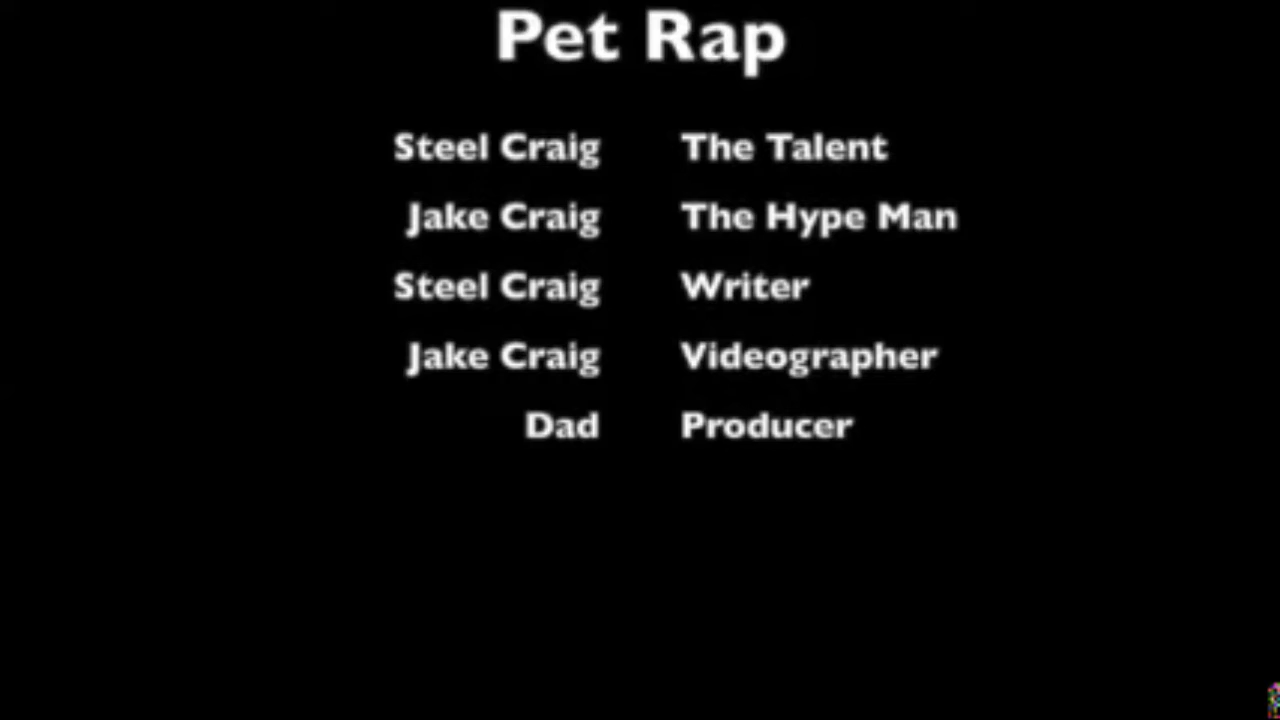 Pet Rap
Steel Craig The Talent
Jake Craig The Hype Man
Steel Craig Writer
Jake Craig Videographer
Dad Producer